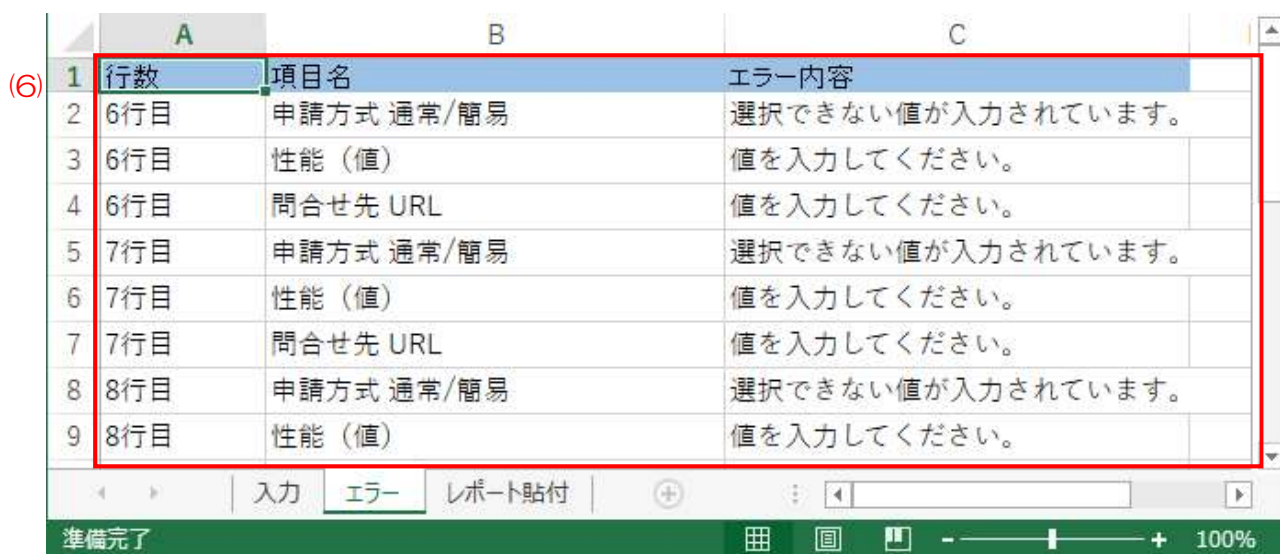 A B C
(6)
1 行数 項目名 エラー内容
2 6行目 申請方式 通常/簡易 選択できない値が入力されています。
3 6行目 性能（値） 値を入力してください。
4 6行目 問合せ先 URL 値を入力してください。
5 7行目 申請方式 通常/簡易 選択できない値が入力されています。
6 7行目 性能（値） 値を入力してください。
7 7行目 問合せ先 URL 値を入力してください。
8 8行目 申請方式 通常/簡易 選択できない値が入力されています。
9 8行目 性能（値） 値を入力してください。
入力 エラー レポート貼付
準備完了 100%